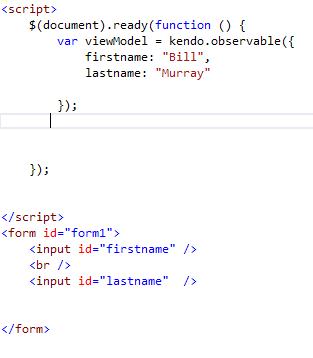 <script>
$(document).ready(function () {
var viewModel = kendo.observable({
firstname: "Bill",
lastname: "Murray"
});
});
</script>
<form id="form1">
<input id="firstname" />
<br />
<input id="lastname"  />
</form>